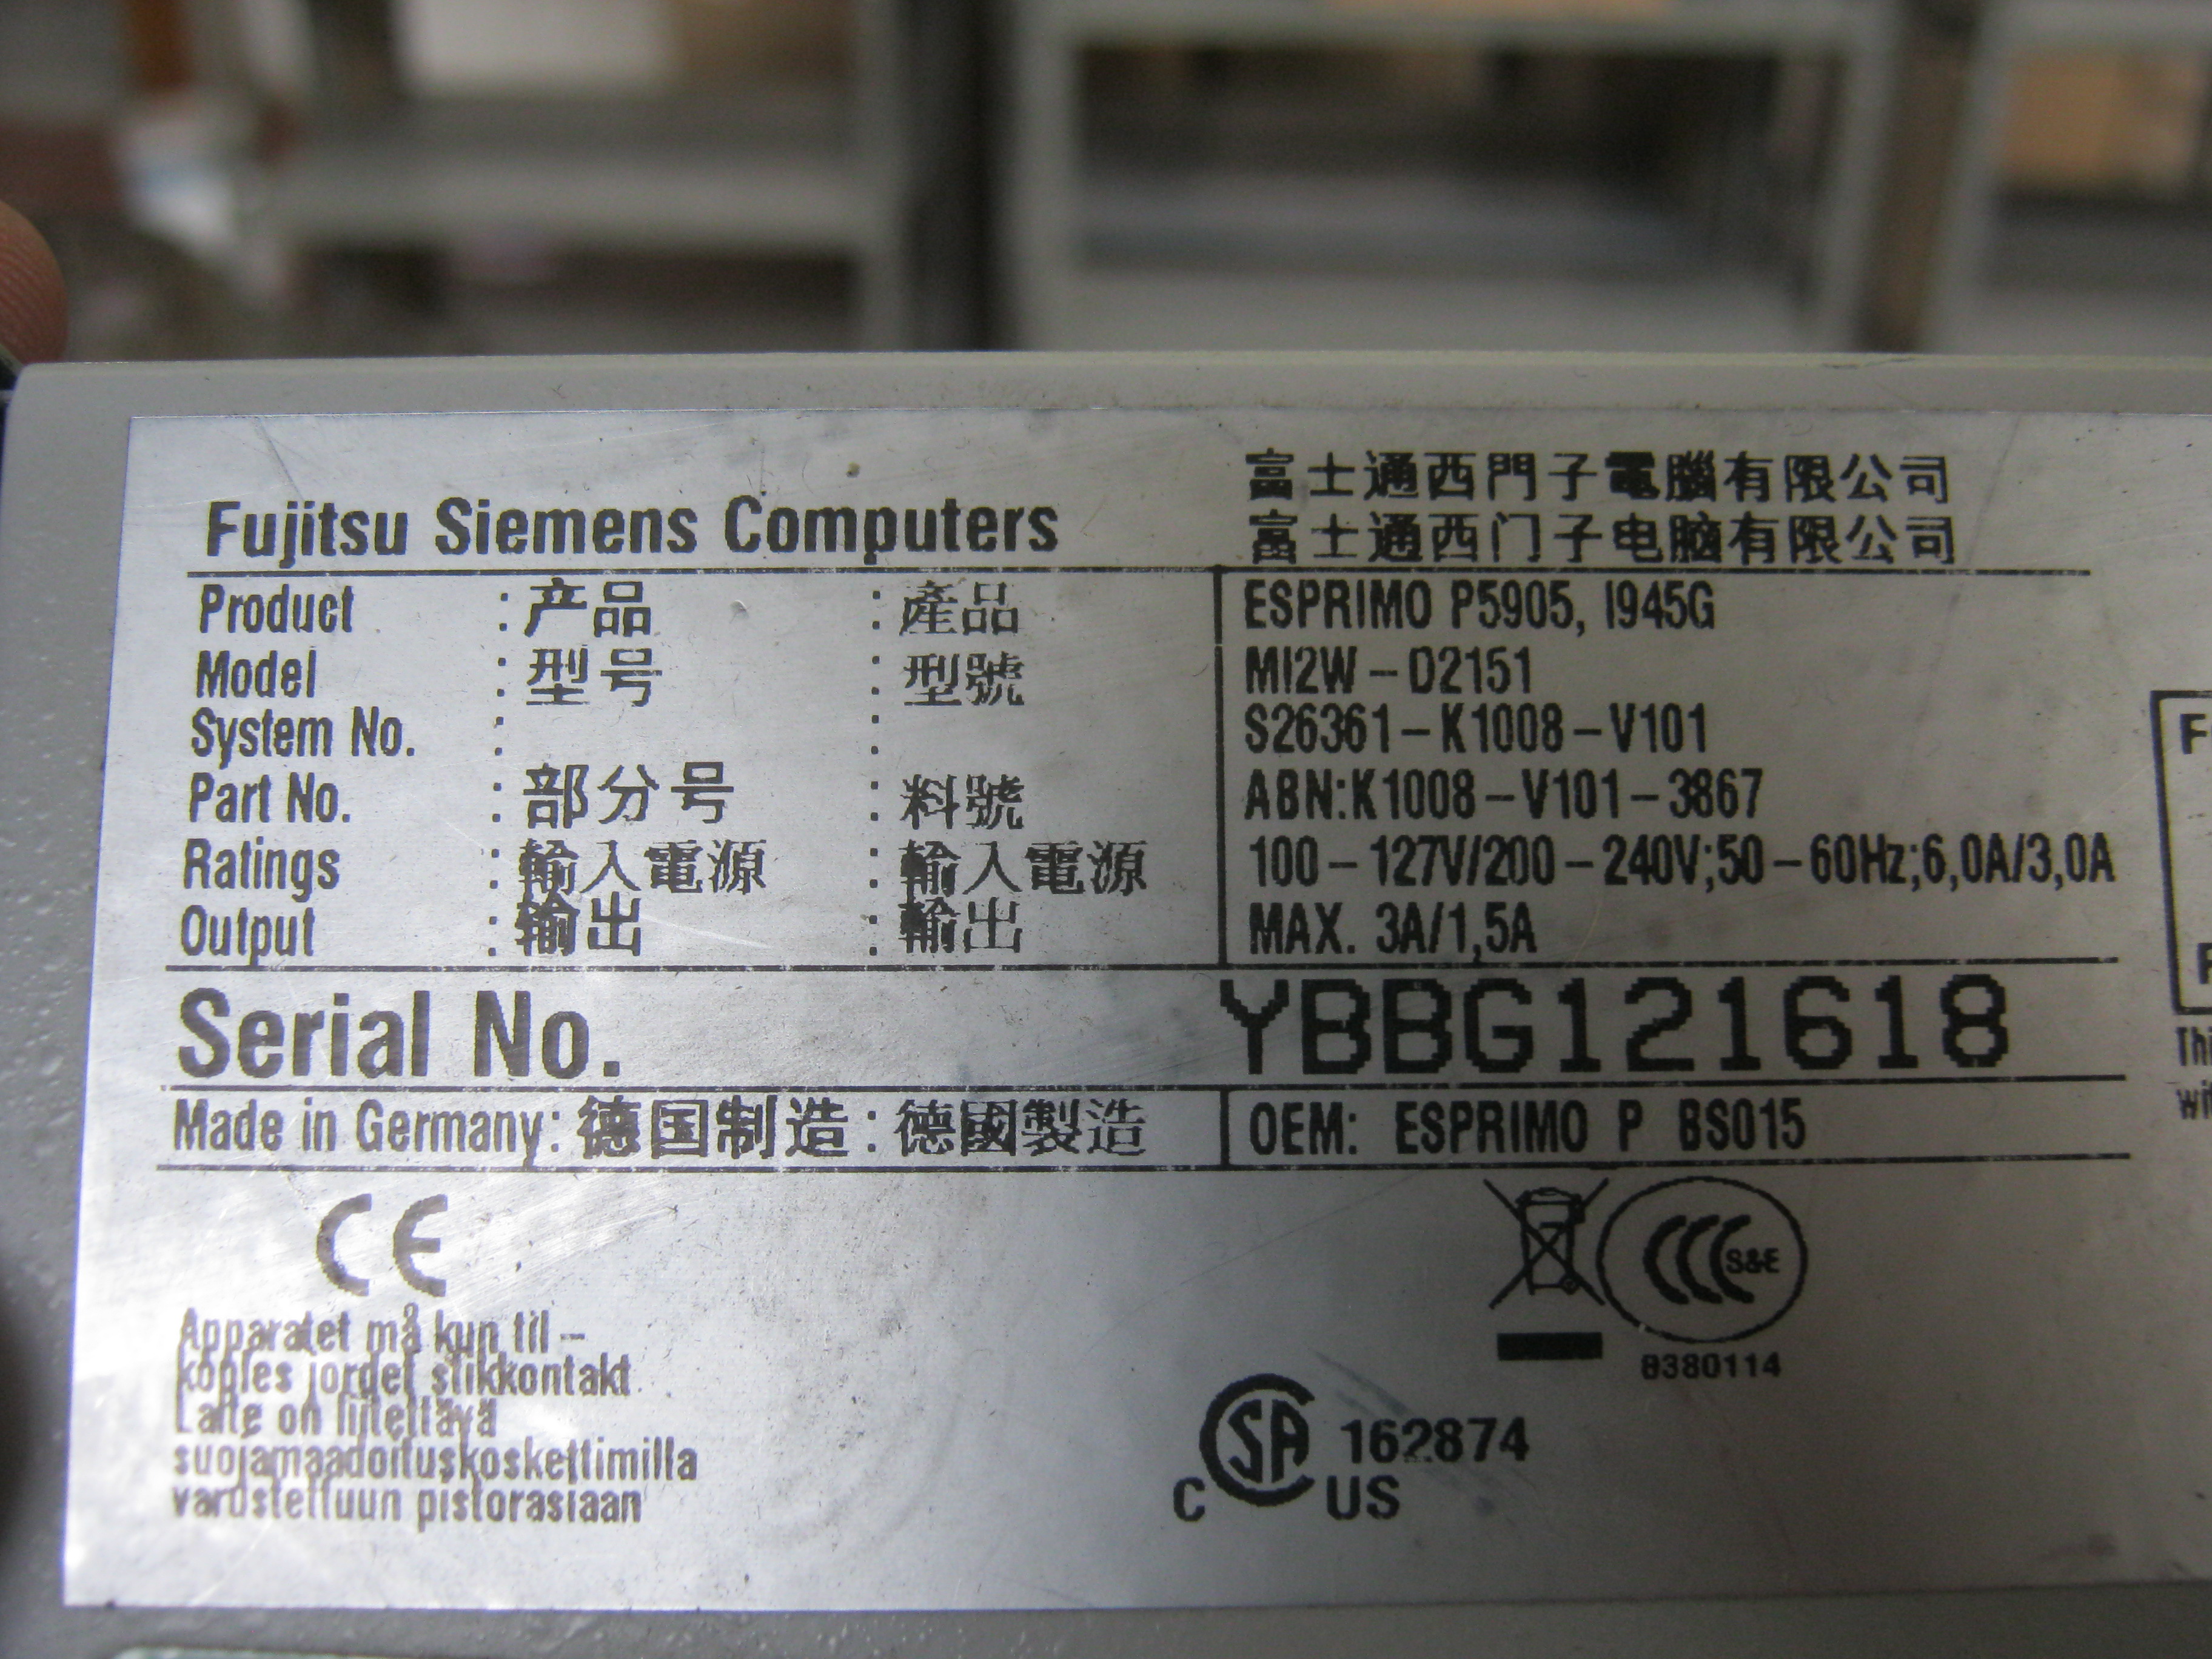 富士通西門子電腦有限公司
Fujitsu Siemens Computers 富士通西门子电脑有限公司
Product : 产品 : 產品 ESPRIMO P5905, I945G
Model : 型号 : 型號 MI2W – D2151
System No. : : S26361 – K1008 – V101
Part No. : 部分号 : 料號 ABN:K1008 – V101 – 3867
Ratings : 輸入電源 : 輸入電源 100 – 127V/200 – 240V;50 – 60Hz;6,0A/3,0A
Output : 输出 : 輸出 MAX. 3A/1,5A
Serial No. YBBG121618
Made in Germany: 德国制造 : 德國製造 OEM: ESPRIMO P BS015
CE
CCC S&E
8380114
Apparatet må kun til –
koples jordet stikkontakt
Laite on liitettävä
suojamaadoituskoskettimilla
varustettuun pistorasiaan
CSA 162874
C US